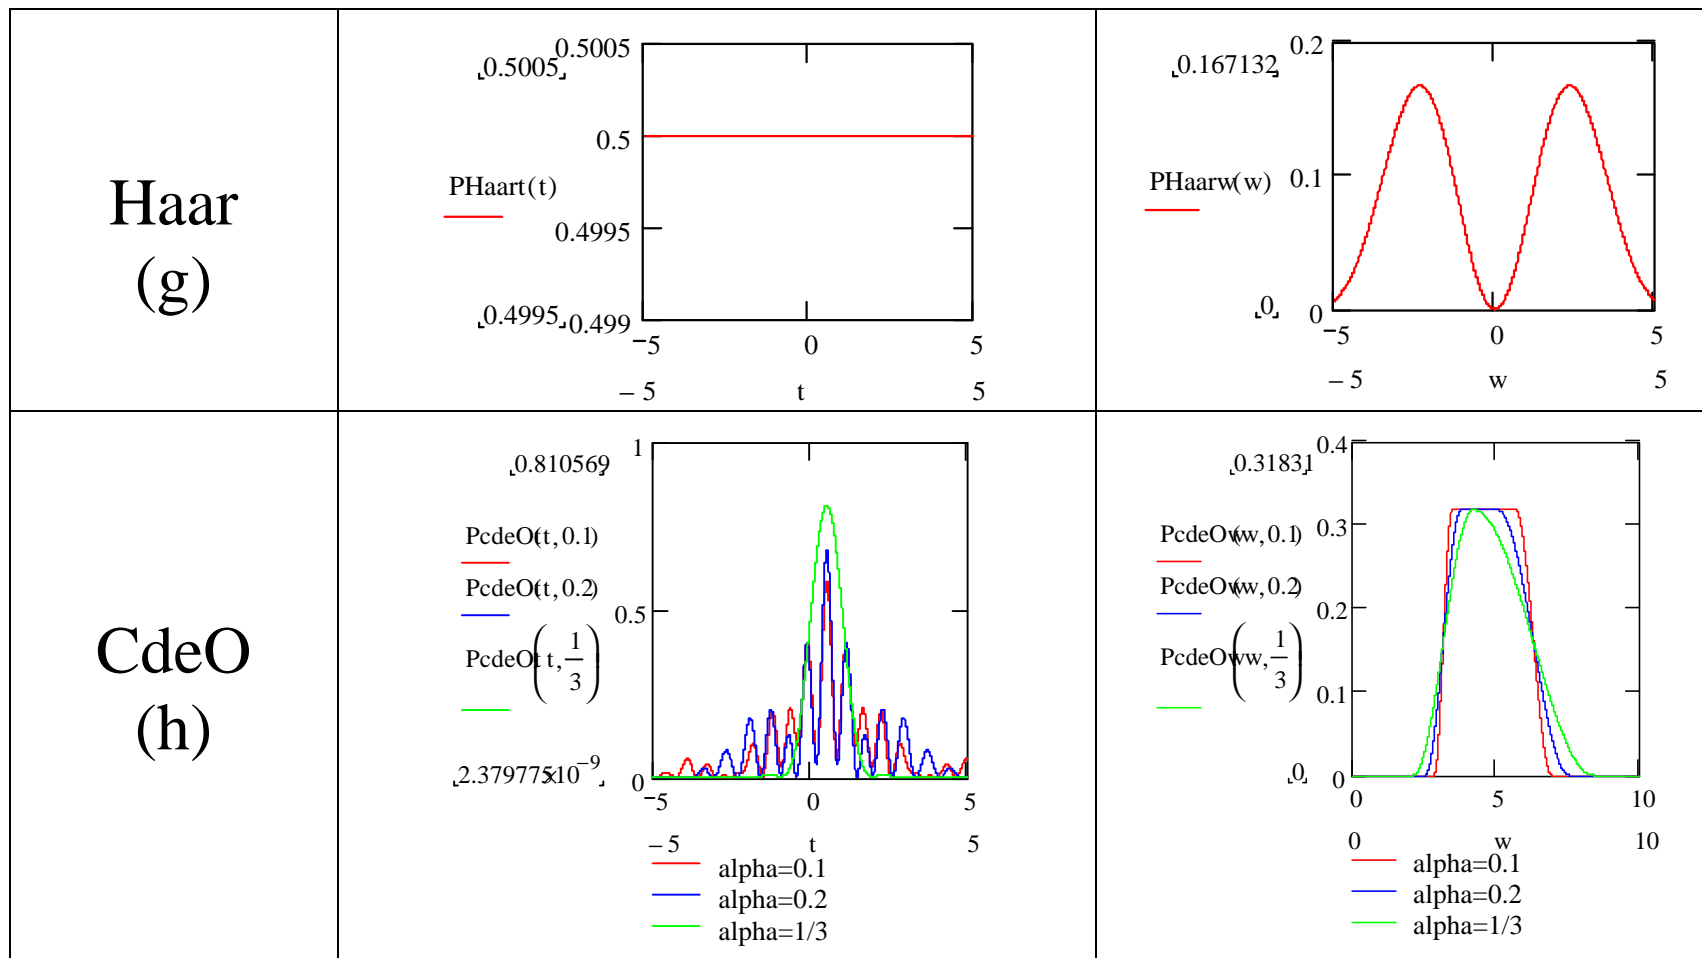 Haar
(g)
0.5005
0.5005
0.5
PHaart(t)
0.4995
0.4995
0.499
−5 0 5
−5 t 5
0.2
0.167132
0.1
PHaarw(w)
0
0
−5 0 5
−5 w 5
CdeO
(h)
1
0.810569
PcdeOt(t, 0.1)
PcdeOt(t, 0.2)
0.5
PcdeOt(t, 1/3)
2.379775×10⁻⁹
0
−5 0 5
−5 t 5
alpha=0.1
alpha=0.2
alpha=1/3
0.4
0.31831
0.3
PcdeOw(w, 0.1)
PcdeOw(w, 0.2)
0.2
PcdeOw(w, 1/3)
0.1
0
0
0 5 10
0 w 10
alpha=0.1
alpha=0.2
alpha=1/3